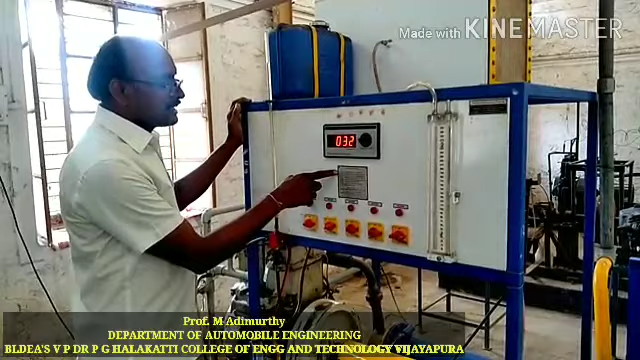 Made with KINEMASTER
032
Prof. M Adimurthy
DEPARTMENT OF AUTOMOBILE ENGINEERING
BLDEA'S V P DR P G HALAKATTI COLLEGE OF ENGG AND TECHNOLOGY VIJAYAPURA